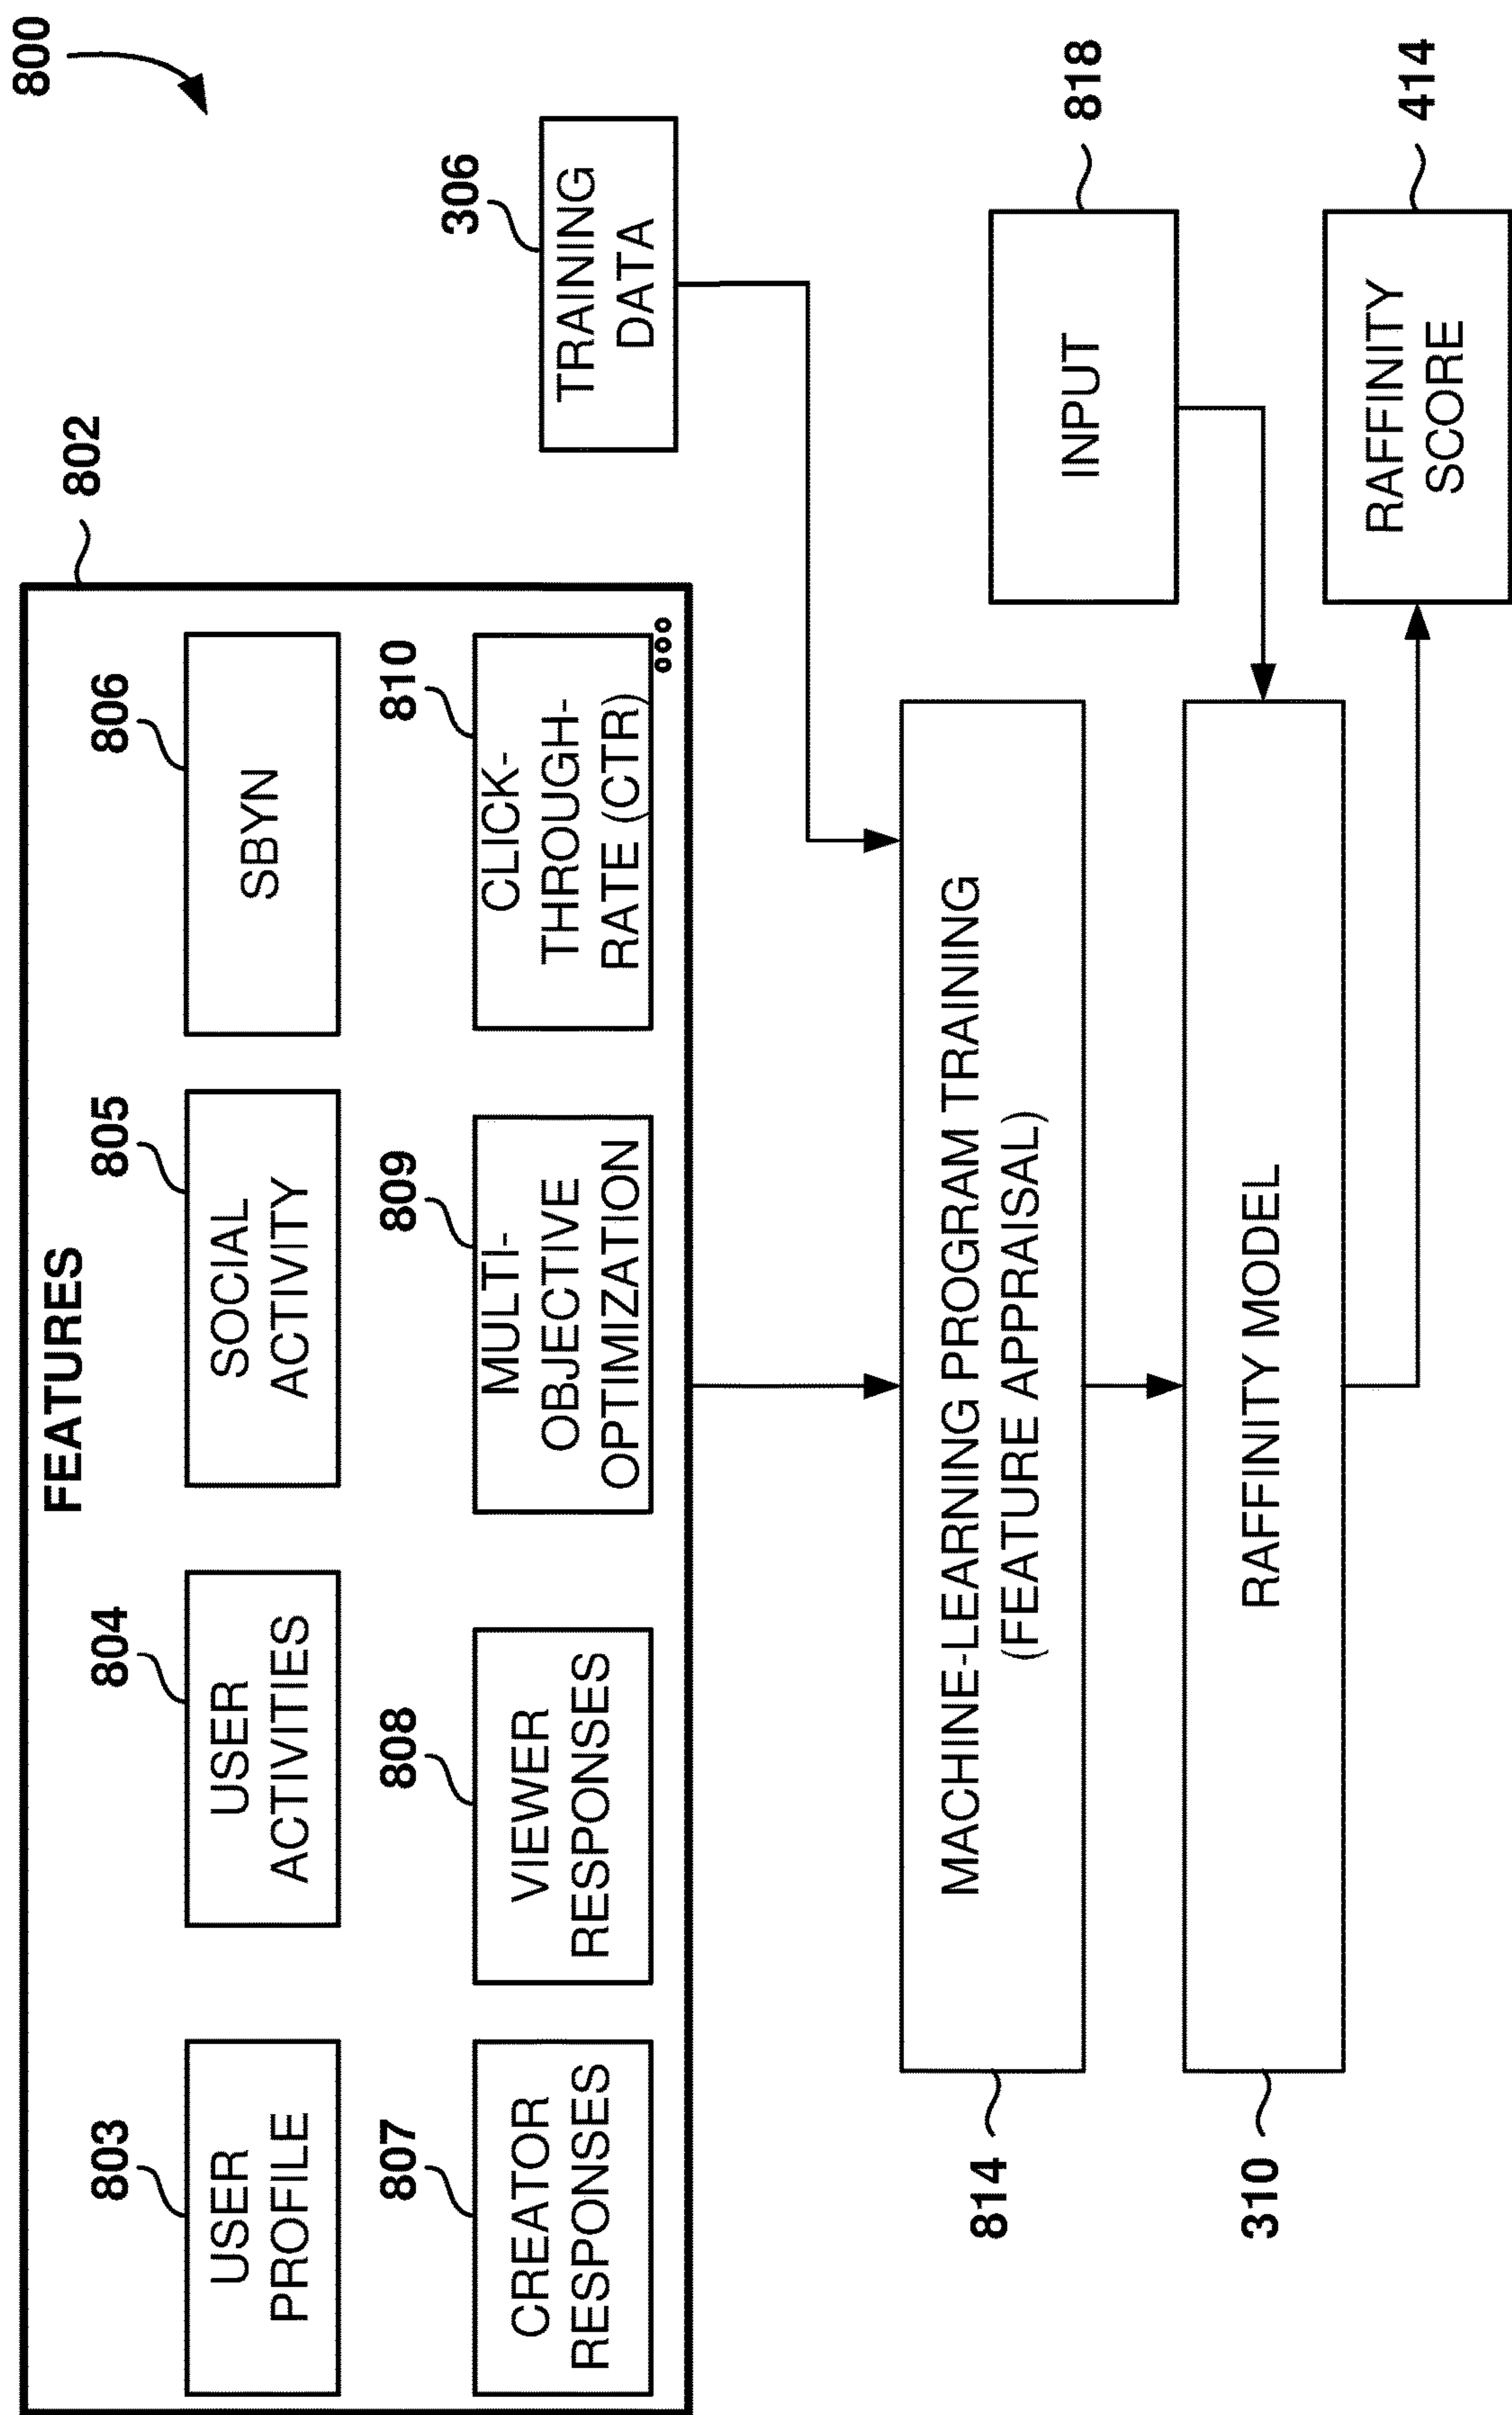 800
802
FEATURES
803
USER
PROFILE
804
USER
ACTIVITIES
805
SOCIAL
ACTIVITY
806
SBYN
807
CREATOR
RESPONSES
808
VIEWER
RESPONSES
809
MULTI-
OBJECTIVE
OPTIMIZATION
810
CLICK-
THROUGH-
RATE (CTR)
306
TRAINING
DATA
814
MACHINE-LEARNING PROGRAM TRAINING
(FEATURE APPRAISAL)
818
INPUT
310
RAFFINITY MODEL
414
RAFFINITY
SCORE